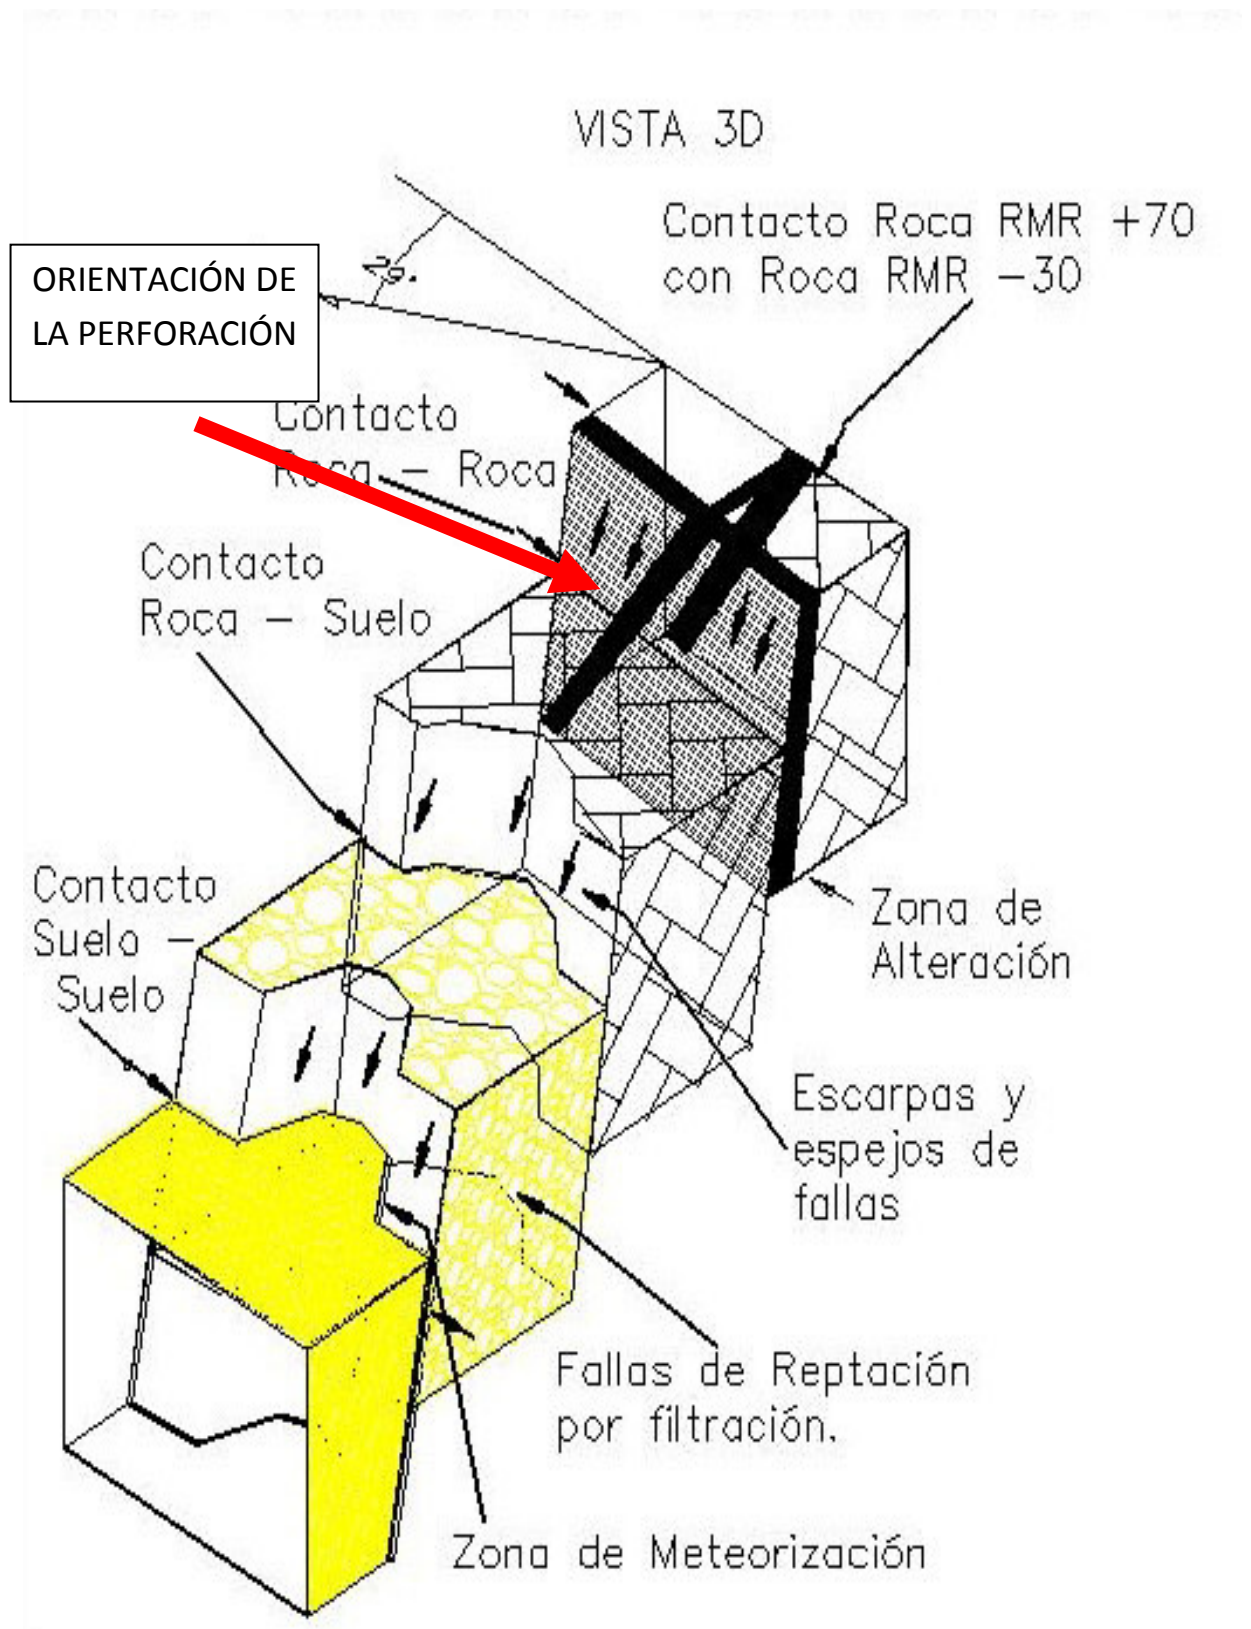 VISTA 3D
Contacto Roca RMR +70
con Roca RMR -30
2g.
ORIENTACIÓN DE
LA PERFORACIÓN
Contacto
Roca - Roca
Contacto
Roca - Suelo
Contacto
Suelo -
Suelo
Zona de
Alteración
Escarpas y
espejos de
fallas
Fallas de Reptación
por filtración.
Zona de Meteorización